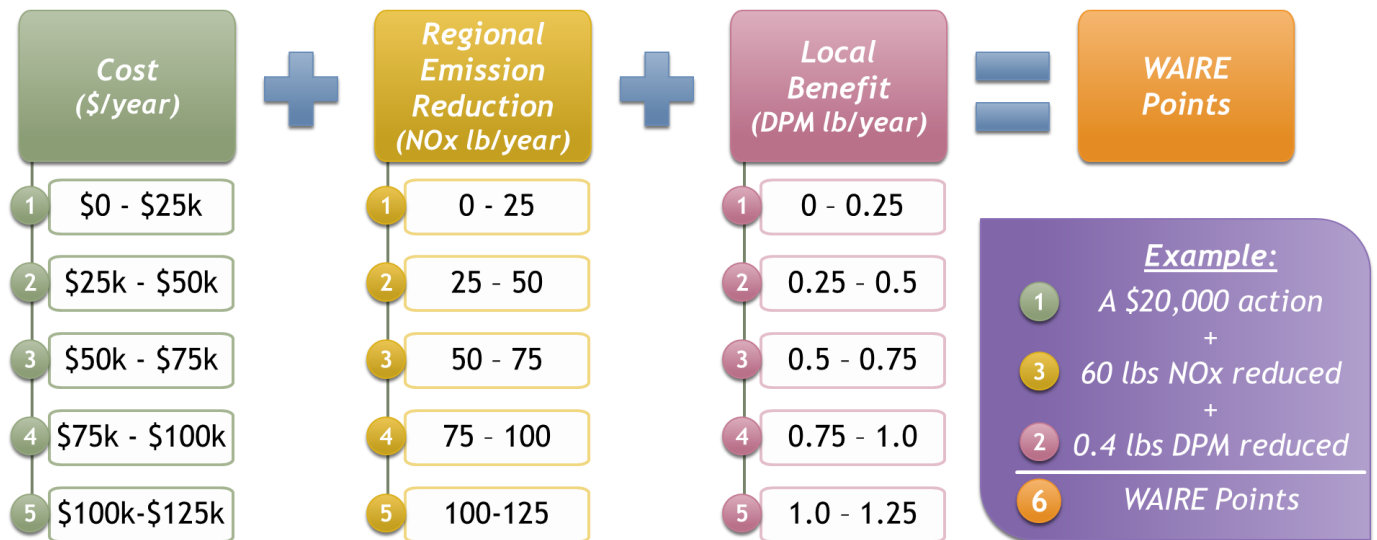 Cost
($/year)
Regional
Emission
Reduction
(NOx lb/year)
Local
Benefit
(DPM lb/year)
WAIRE
Points
1 $0 - $25k
2 $25k - $50k
3 $50k - $75k
4 $75k - $100k
5 $100k-$125k
1 0 - 25
2 25 – 50
3 50 – 75
4 75 – 100
5 100-125
1 0 – 0.25
2 0.25 – 0.5
3 0.5 – 0.75
4 0.75 – 1.0
5 1.0 – 1.25
Example:
1 A $20,000 action
+
3 60 lbs NOx reduced
+
2 0.4 lbs DPM reduced
6 WAIRE Points